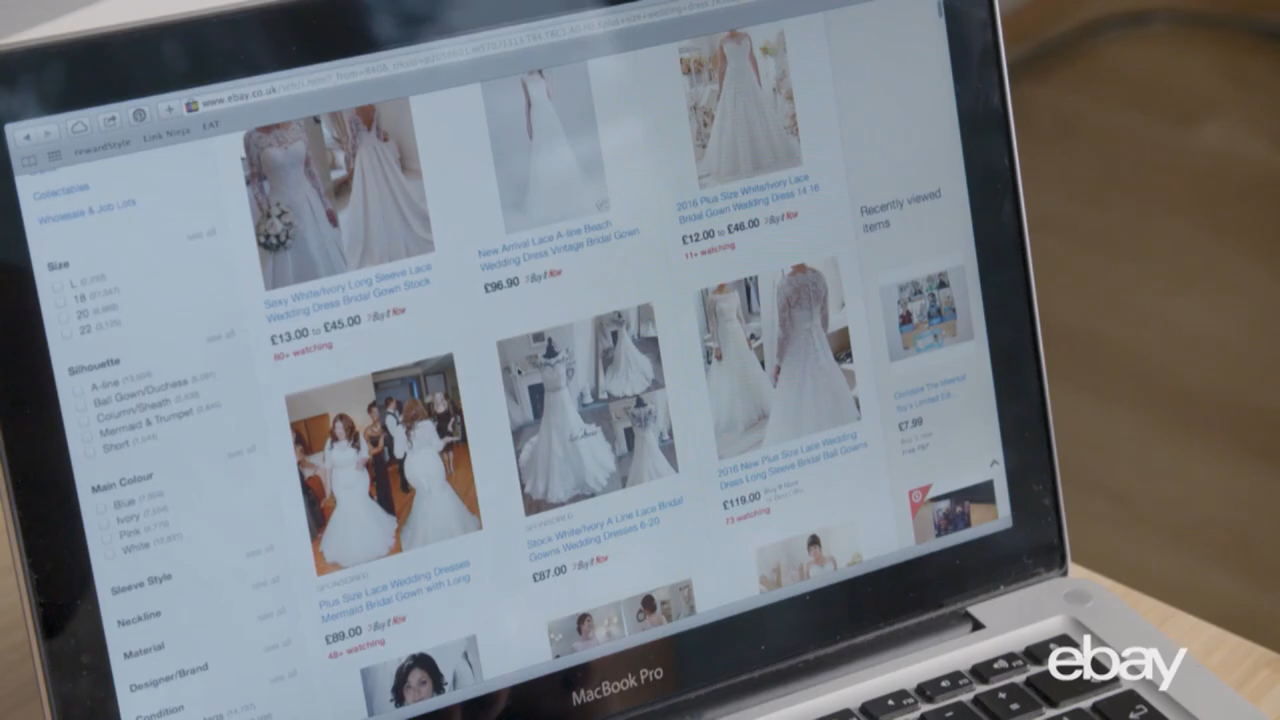 www.ebay.co.uk
rewardStyle Link Ninja EAT
Collectables
Wholesale & Job Lots
see all
Size
L
18
20
22
see all
Silhouette
A-line
Ball Gown/Duchess
Column/Sheath
Mermaid & Trumpet
Short
see all
Main Colour
Blue
Ivory
Pink
White
see all
Sleeve Style
see all
Neckline
see all
Material
see all
Designer/Brand
see all
Condition
Sexy White/Ivory Long Sleeve Lace
Wedding Dress Bridal Gown Stock
£13.00 to £45.00 Buy It Now
80+ watching
New Arrival Lace A-line Beach
Wedding Dress Vintage Bridal Gown
£96.90 Buy It Now
2016 Plus Size White/Ivory Lace
Bridal Gown Wedding Dress 14 16
£12.00 to £46.00 Buy It Now
11+ watching
SPONSORED
Plus Size Lace Wedding Dresses
Mermaid Bridal Gown with Long
£89.00 Buy It Now
48+ watching
SPONSORED
Stock White/Ivory A Line Lace Bridal
Gowns Wedding Dresses 6-20
£87.00 Buy It Now
2016 New Plus Size Lace Wedding
Dress Long Sleeve Bridal Ball Gowns
£119.00 Buy It Now
73 watching
Recently viewed
items
£7.99
Free P&P
MacBook Pro
ebay